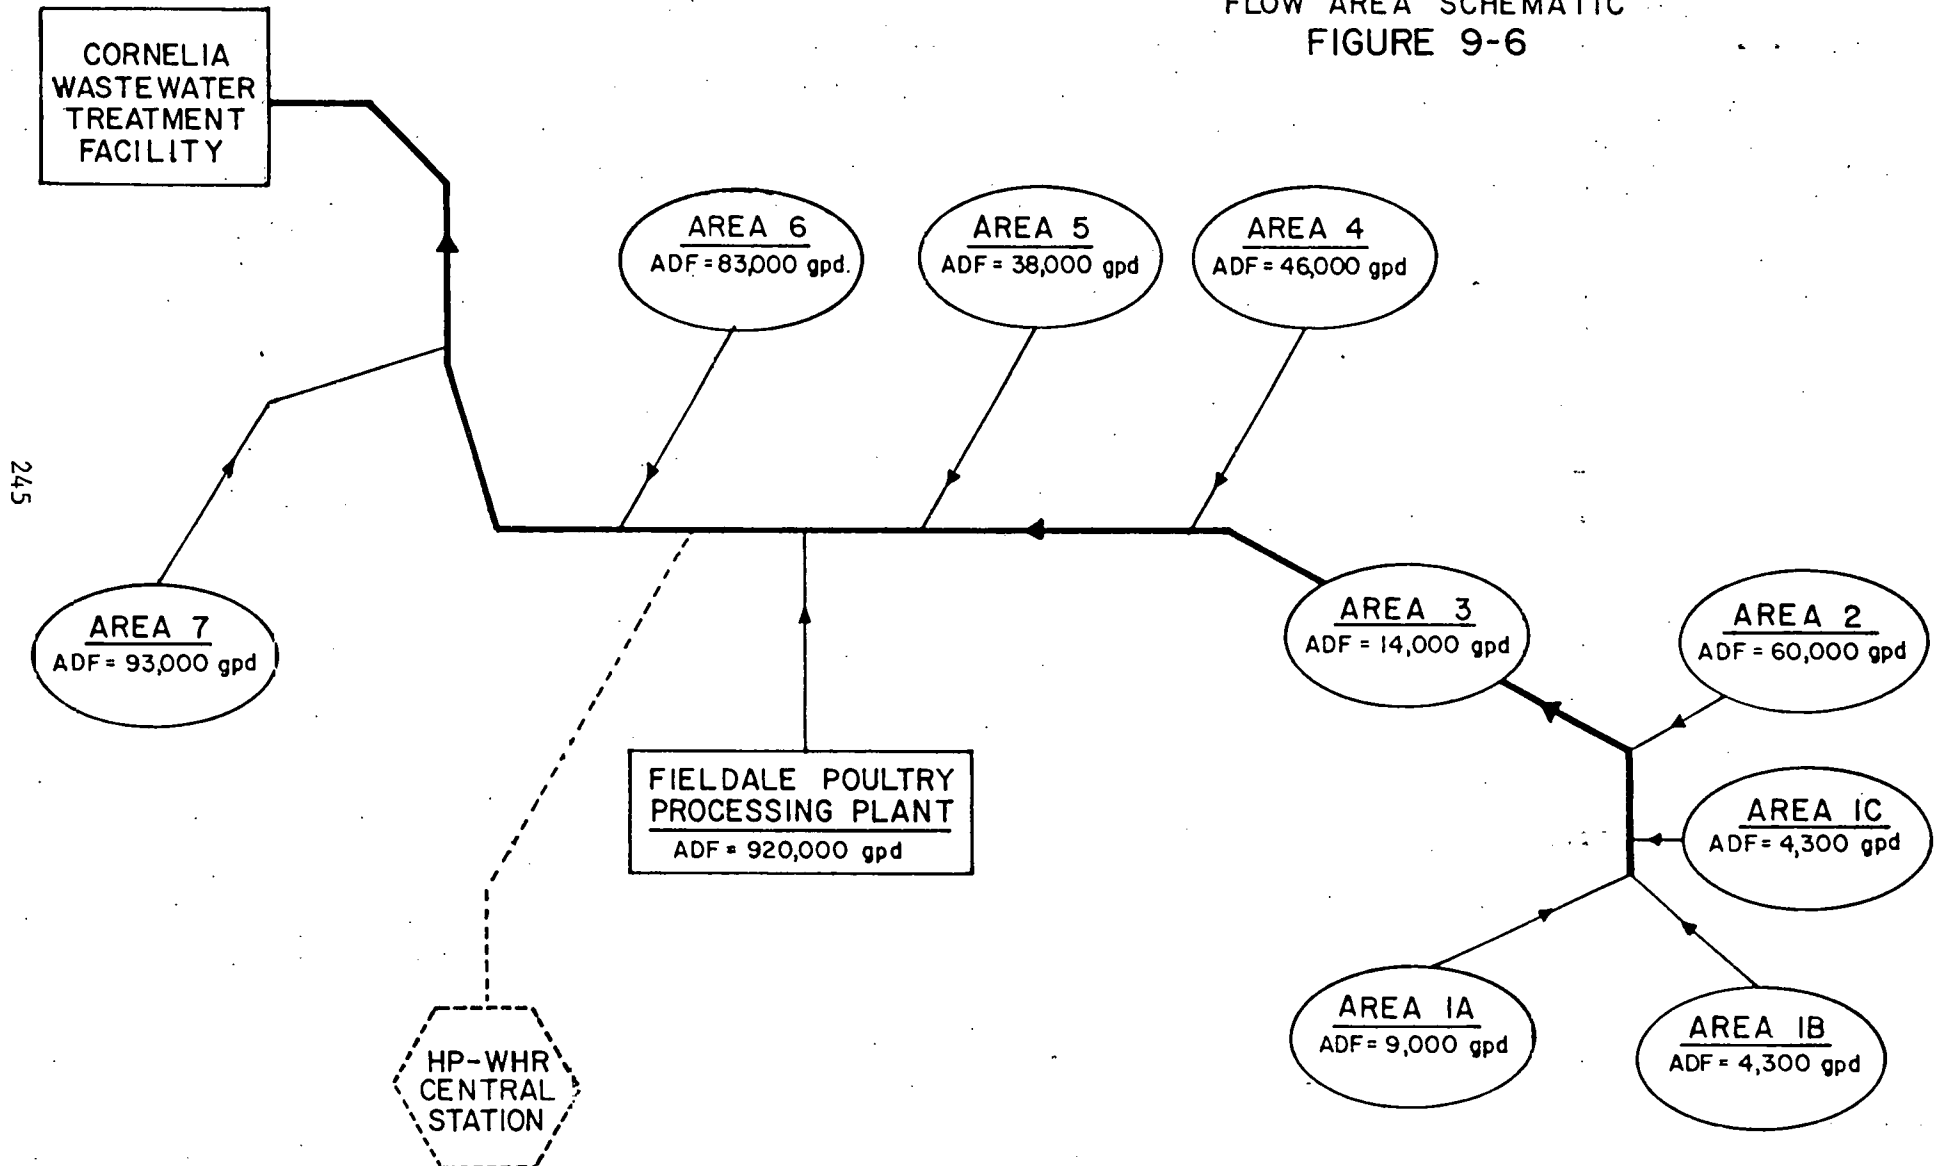 FLOW AREA SCHEMATIC
FIGURE 9-6
CORNELIA
WASTEWATER
TREATMENT
FACILITY
AREA 6
ADF = 83,000 gpd.
AREA 5
ADF = 38,000 gpd
AREA 4
ADF = 46,000 gpd
245
AREA 7
ADF = 93,000 gpd
AREA 3
ADF = 14,000 gpd
AREA 2
ADF = 60,000 gpd
FIELDALE POULTRY
PROCESSING PLANT
ADF = 920,000 gpd
AREA 1C
ADF = 4,300 gpd
AREA 1A
ADF = 9,000 gpd
AREA 1B
ADF = 4,300 gpd
HP-WHR
CENTRAL
STATION